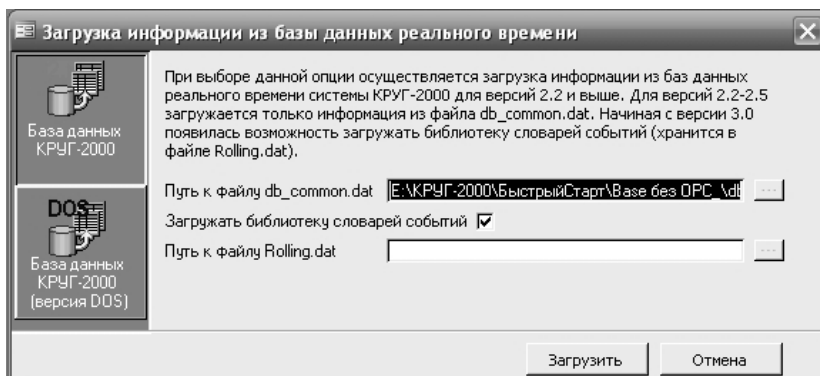 Загрузка информации из базы данных реального времени
База данных
КРУГ-2000
DOS
База данных
КРУГ-2000
(версия DOS)
При выборе данной опции осуществляется загрузка информации из баз данных
реального времени системы КРУГ-2000 для версий 2.2 и выше. Для версий 2.2-2.5
загружается только информация из файла db_common.dat. Начиная с версии 3.0
появилась возможность загружать библиотеку словарей событий (хранится в
файле Rolling.dat).
Путь к файлу db_common.dat E:\КРУГ-2000\БыстрыйСтарт\Base без OPC_\db ...
Загружать библиотеку словарей событий
Путь к файлу Rolling.dat ...
Загрузить Отмена